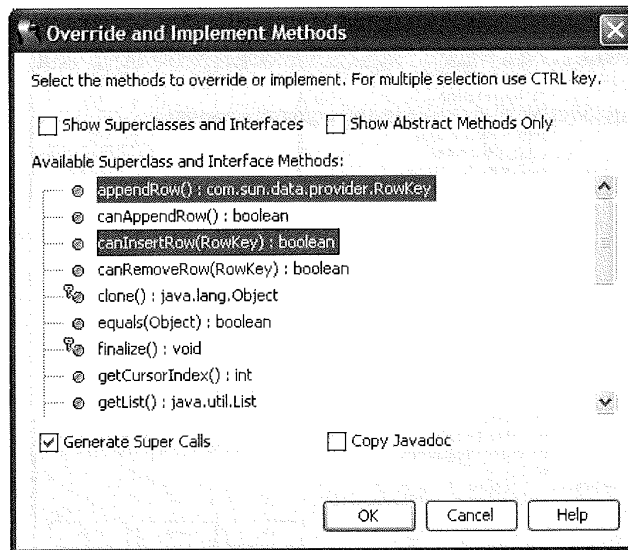 Override and Implement Methods
Select the methods to override or implement. For multiple selection use CTRL key.
Show Superclasses and Interfaces Show Abstract Methods Only
Available Superclass and Interface Methods:
appendRow() : com.sun.data.provider.RowKey
canAppendRow() : boolean
canInsertRow(RowKey) : boolean
canRemoveRow(RowKey) : boolean
clone() : java.lang.Object
equals(Object) : boolean
finalize() : void
getCursorIndex() : int
getList() : java.util.List
Generate Super Calls Copy Javadoc
OK Cancel Help